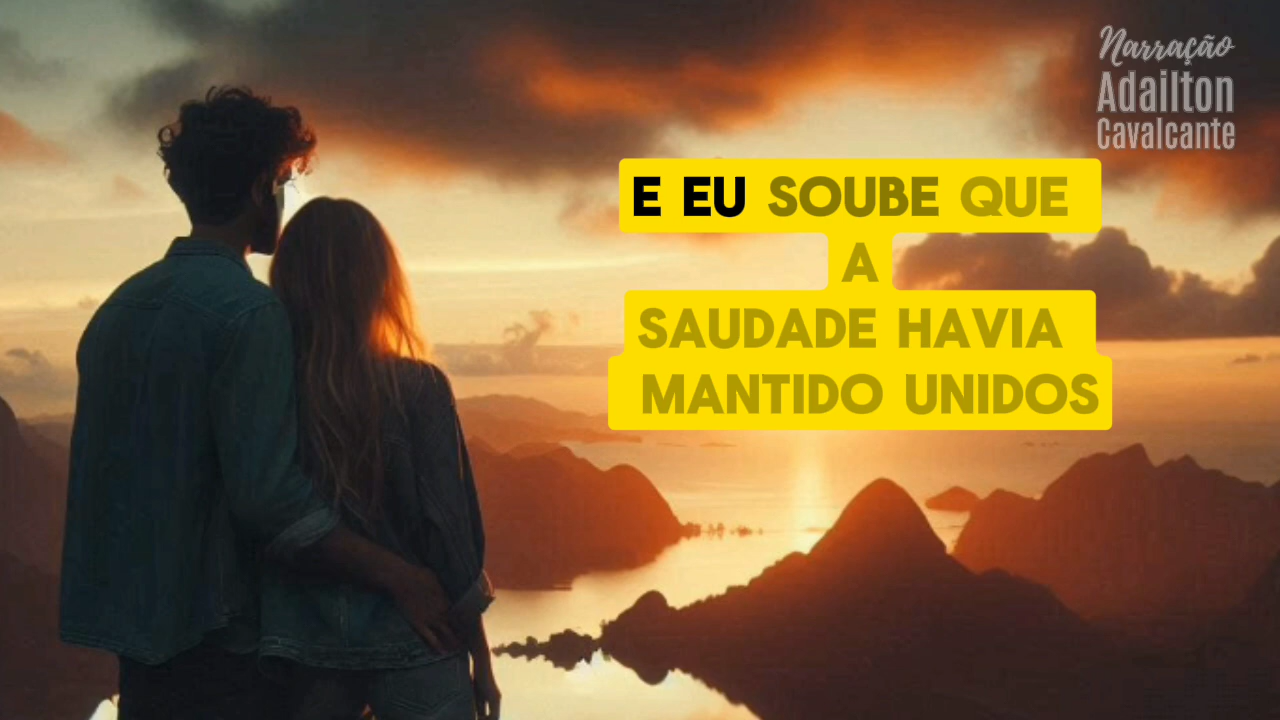 Narração
Adailton
Cavalcante
E EU SOUBE QUE
A
SAUDADE HAVIA
MANTIDO UNIDOS